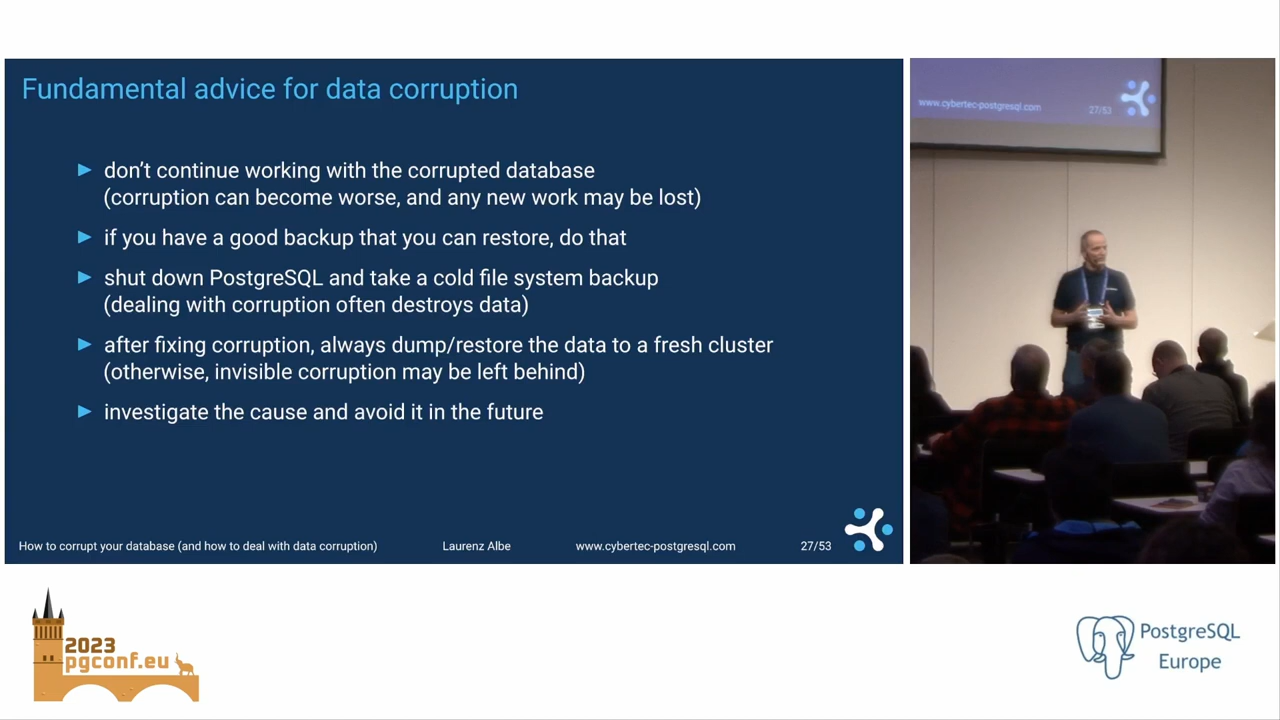 Fundamental advice for data corruption
don’t continue working with the corrupted database
(corruption can become worse, and any new work may be lost)
if you have a good backup that you can restore, do that
shut down PostgreSQL and take a cold file system backup
(dealing with corruption often destroys data)
after fixing corruption, always dump/restore the data to a fresh cluster
(otherwise, invisible corruption may be left behind)
investigate the cause and avoid it in the future
How to corrupt your database (and how to deal with data corruption) Laurenz Albe www.cybertec-postgresql.com 27/53
www.cybertec-postgresql.com 27/53
2023
pgconf.eu
PostgreSQL
Europe